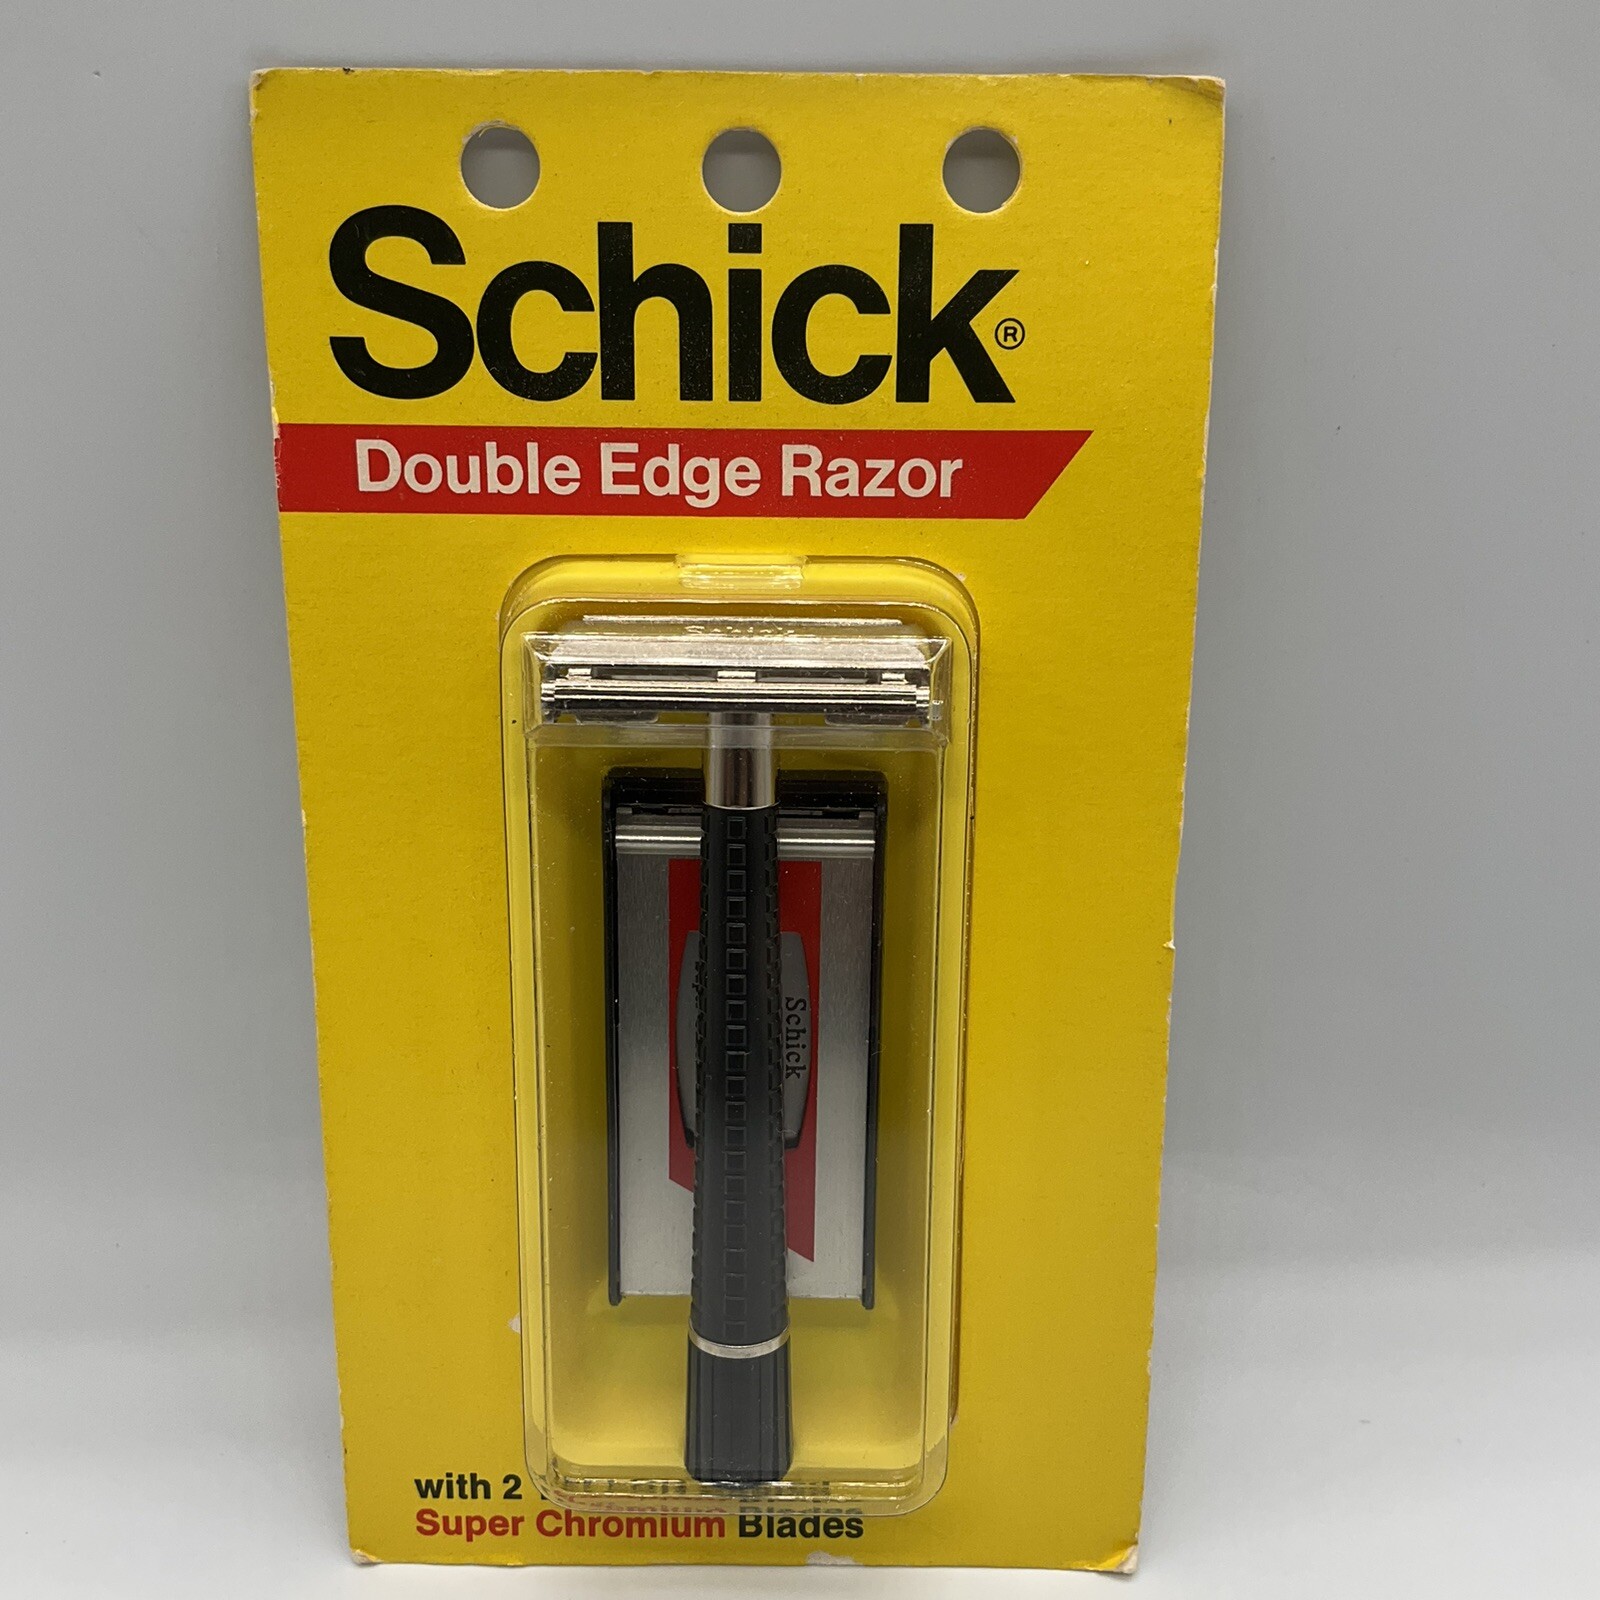 Schick®
Double Edge Razor
Schick
Schick
with 2
Super Chromium Blades